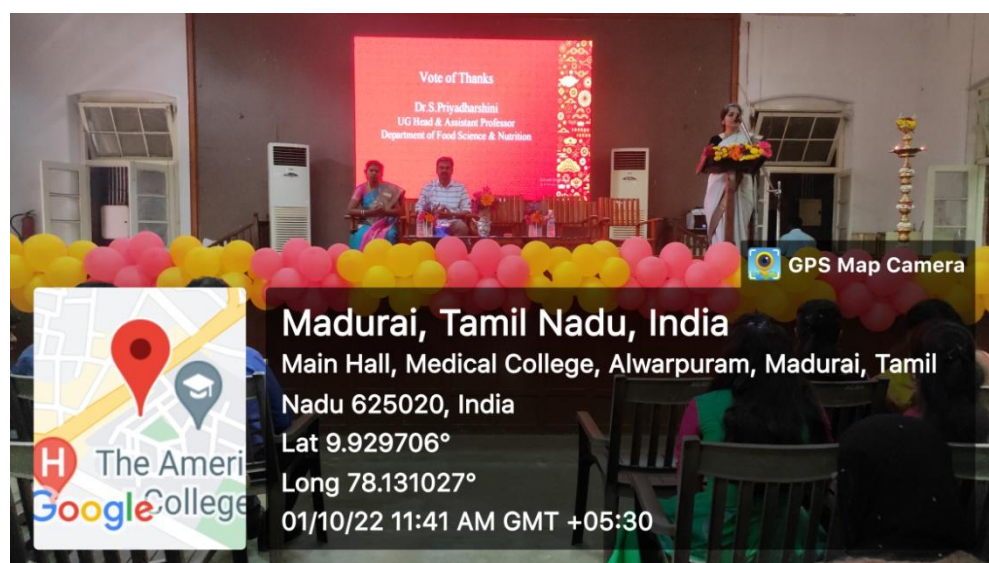 Vote of Thanks
Dr.S.Priyadharshini
UG Head & Assistant Professor
Department of Food Science & Nutrition
GPS Map Camera
Madurai, Tamil Nadu, India
Main Hall, Medical College, Alwarpuram, Madurai, Tamil
Nadu 625020, India
Lat 9.929706°
Long 78.131027°
01/10/22 11:41 AM GMT +05:30
H
The Ameri
College
Google